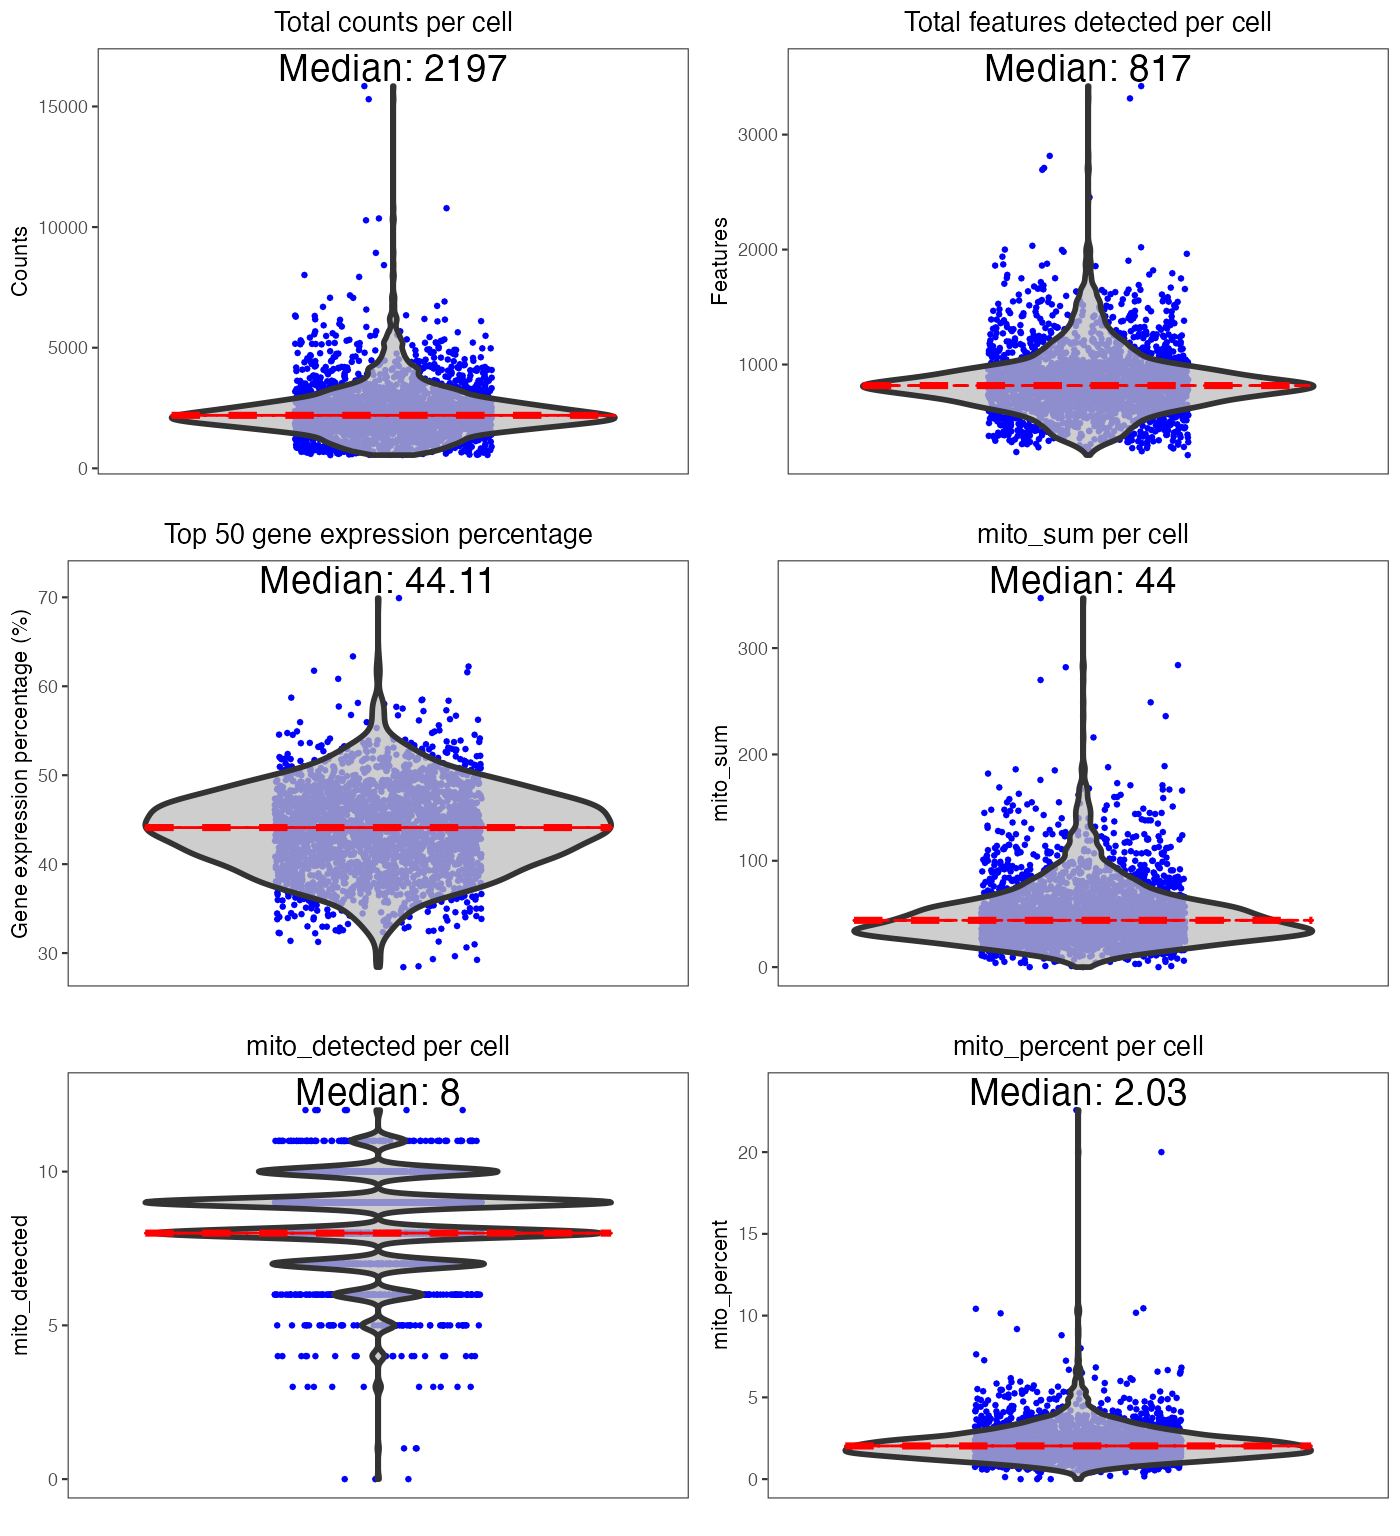 Total counts per cell
Median: 2197
Counts
15000
10000
5000
0
Total features detected per cell
Median: 817
Features
3000
2000
1000
Top 50 gene expression percentage
Median: 44.11
Gene expression percentage (%)
70
60
50
40
30
mito_sum per cell
Median: 44
mito_sum
300
200
100
0
mito_detected per cell
Median: 8
mito_detected
10
5
0
mito_percent per cell
Median: 2.03
mito_percent
20
15
10
5
0